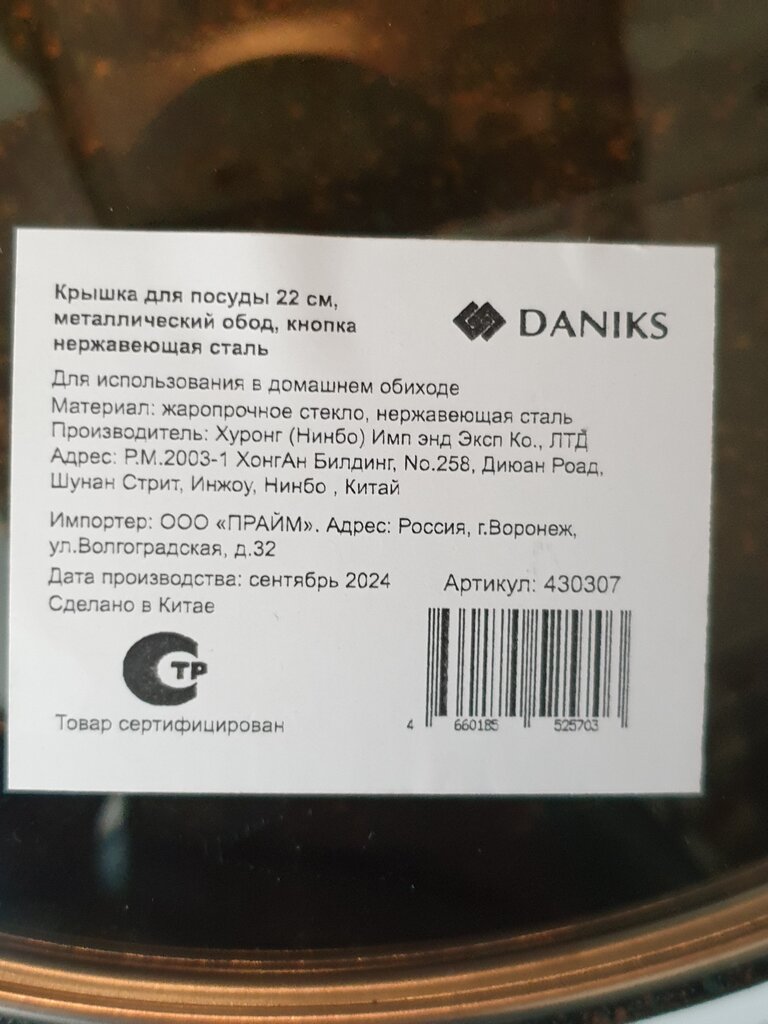 Крышка для посуды 22 см,
металлический обод, кнопка
нержавеющая сталь
DANIKS
Для использования в домашнем обиходе
Материал: жаропрочное стекло, нержавеющая сталь
Производитель: Хуронг (Нинбо) Имп энд Эксп Ко., ЛТД
Адрес: Р.М.2003-1 ХонгАн Билдинг, No.258, Диюан Роад,
Шунан Стрит, Инжоу, Нинбо , Китай
Импортер: ООО «ПРАЙМ». Адрес: Россия, г.Воронеж,
ул.Волгоградская, д.32
Дата производства: сентябрь 2024
Артикул: 430307
Сделано в Китае
СТР
Товар сертифицирован
4 660185 525703